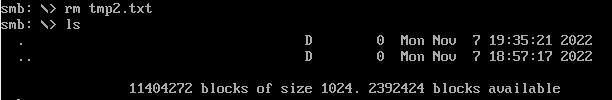 smb: \> rm tmp2.txt
smb: \> ls
  .                                   D        0  Mon Nov  7 19:35:21 2022
  ..                                  D        0  Mon Nov  7 18:57:17 2022

                11404272 blocks of size 1024. 2392424 blocks available